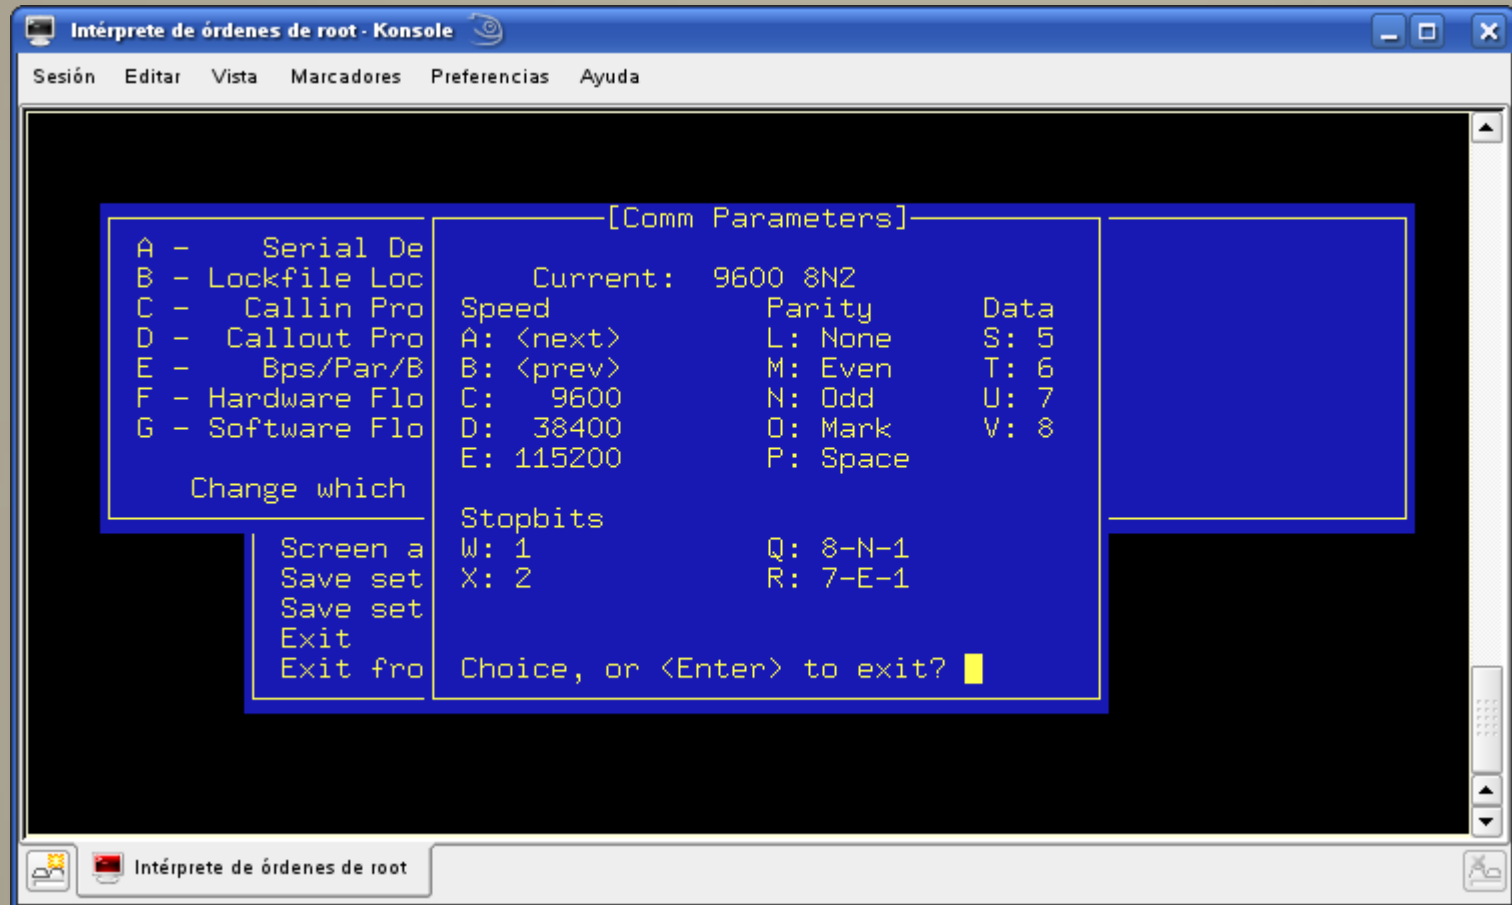 Intérprete de órdenes de root - Konsole
Sesión Editar Vista Marcadores Preferencias Ayuda
[Comm Parameters]
A - Serial De
B - Lockfile Loc
C - Callin Pro
D - Callout Pro
E - Bps/Par/B
F - Hardware Flo
G - Software Flo
Change which
Screen a
Save set
Save set
Exit
Exit fro
Current: 9600 8N2
Speed Parity Data
A: <next> L: None S: 5
B: <prev> M: Even T: 6
C: 9600 N: Odd U: 7
D: 38400 O: Mark V: 8
E: 115200 P: Space
Stopbits
W: 1 Q: 8-N-1
X: 2 R: 7-E-1
Choice, or <Enter> to exit?
Intérprete de órdenes de root